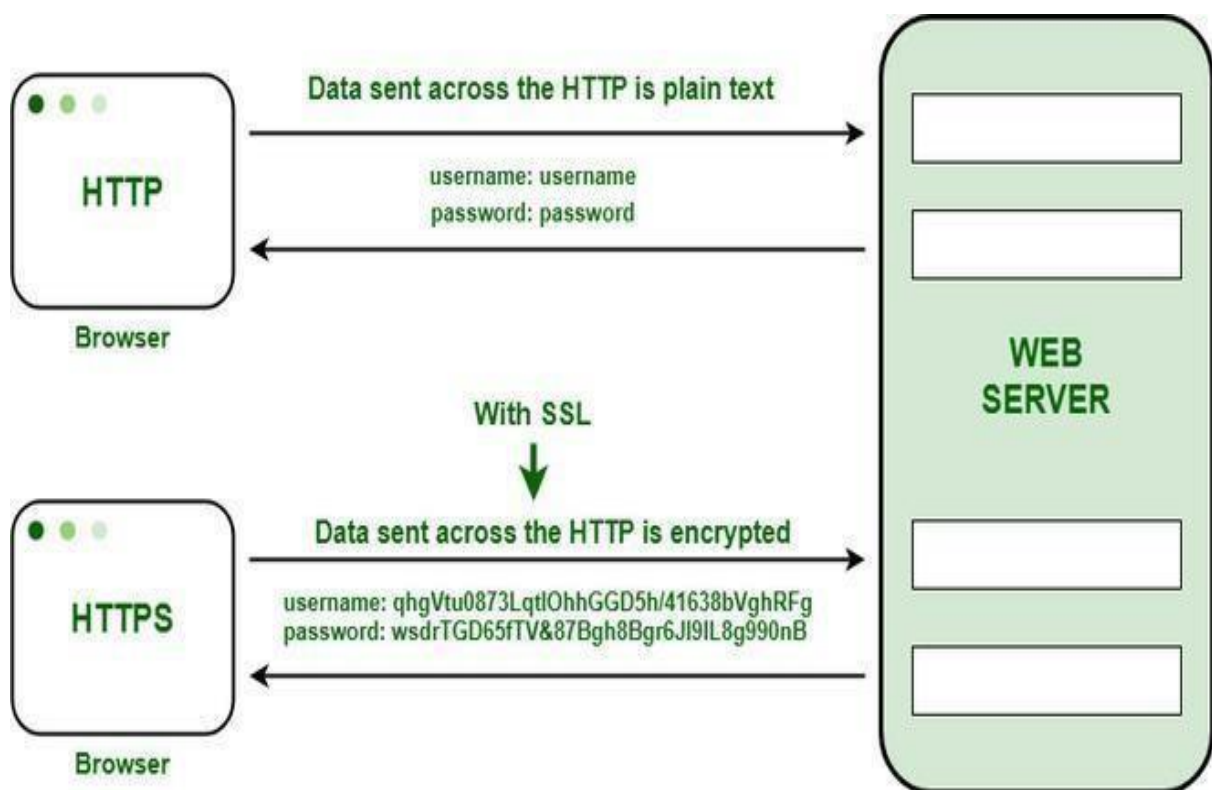 Data sent across the HTTP is plain text
HTTP
username: username
password: password
Browser
WEB
SERVER
With SSL
Data sent across the HTTP is encrypted
HTTPS
username: qhgVtu0873LqtIOhhGGD5h/41638bVghRFg
password: wsdrTGD65fTV&87Bgh8Bgr6JI9IL8g990nB
Browser